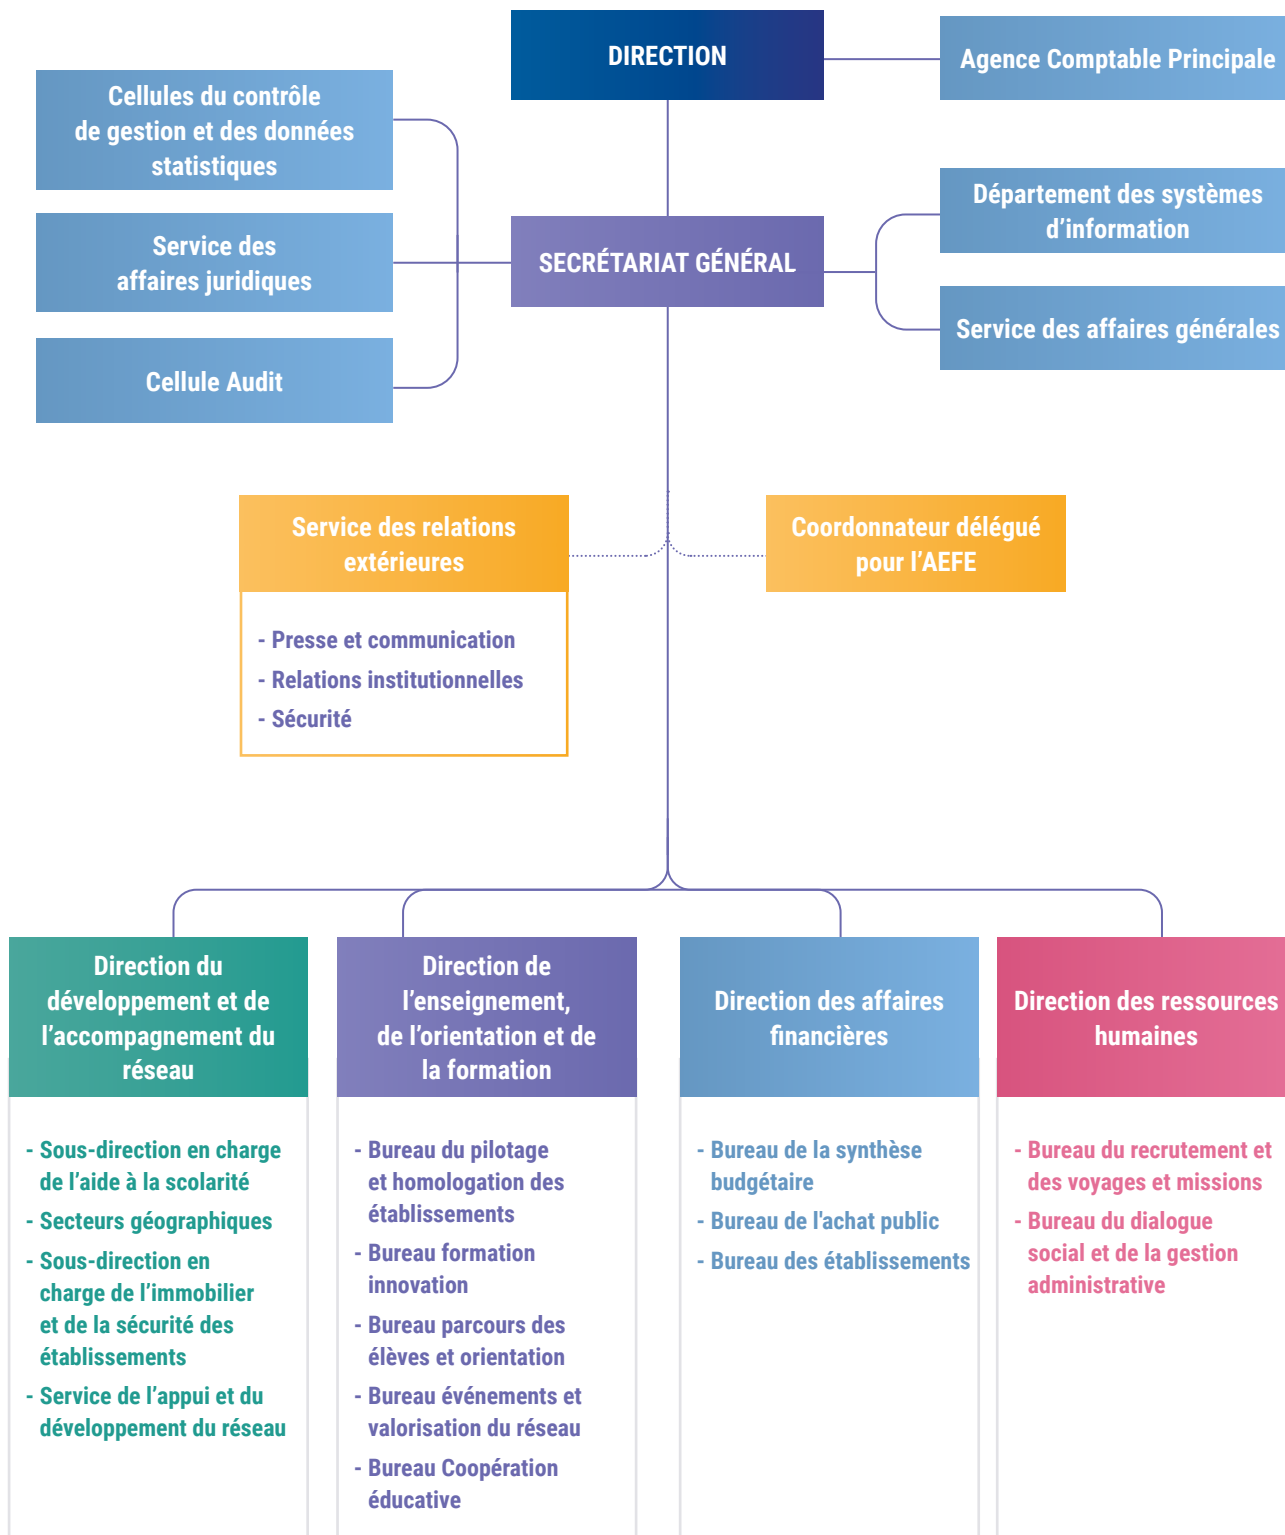 DIRECTION
Agence Comptable Principale
Cellules du contrôle
de gestion et des données
statistiques
Département des systèmes
d’information
Service des
affaires juridiques
SECRÉTARIAT GÉNÉRAL
Service des affaires générales
Cellule Audit
Service des relations
extérieures
- Presse et communication
- Relations institutionnelles
- Sécurité
Coordonnateur délégué
pour l’AEFE
Direction du
développement et de
l’accompagnement du
réseau
- Sous-direction en charge
de l’aide à la scolarité
- Secteurs géographiques
- Sous-direction en
charge de l’immobilier
et de la sécurité des
établissements
- Service de l’appui et du
développement du réseau
Direction de
l’enseignement,
de l’orientation et de
la formation
- Bureau du pilotage
et homologation des
établissements
- Bureau formation
innovation
- Bureau parcours des
élèves et orientation
- Bureau événements et
valorisation du réseau
- Bureau Coopération
éducative
Direction des affaires
financières
- Bureau de la synthèse
budgétaire
- Bureau de l'achat public
- Bureau des établissements
Direction des ressources
humaines
- Bureau du recrutement et
des voyages et missions
- Bureau du dialogue
social et de la gestion
administrative